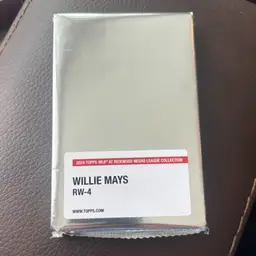 2024 TOPPS MLB® AT RICKWOOD NEGRO LEAGUE COLLECTION
WILLIE MAYS
RW-4
WWW.TOPPS.COM